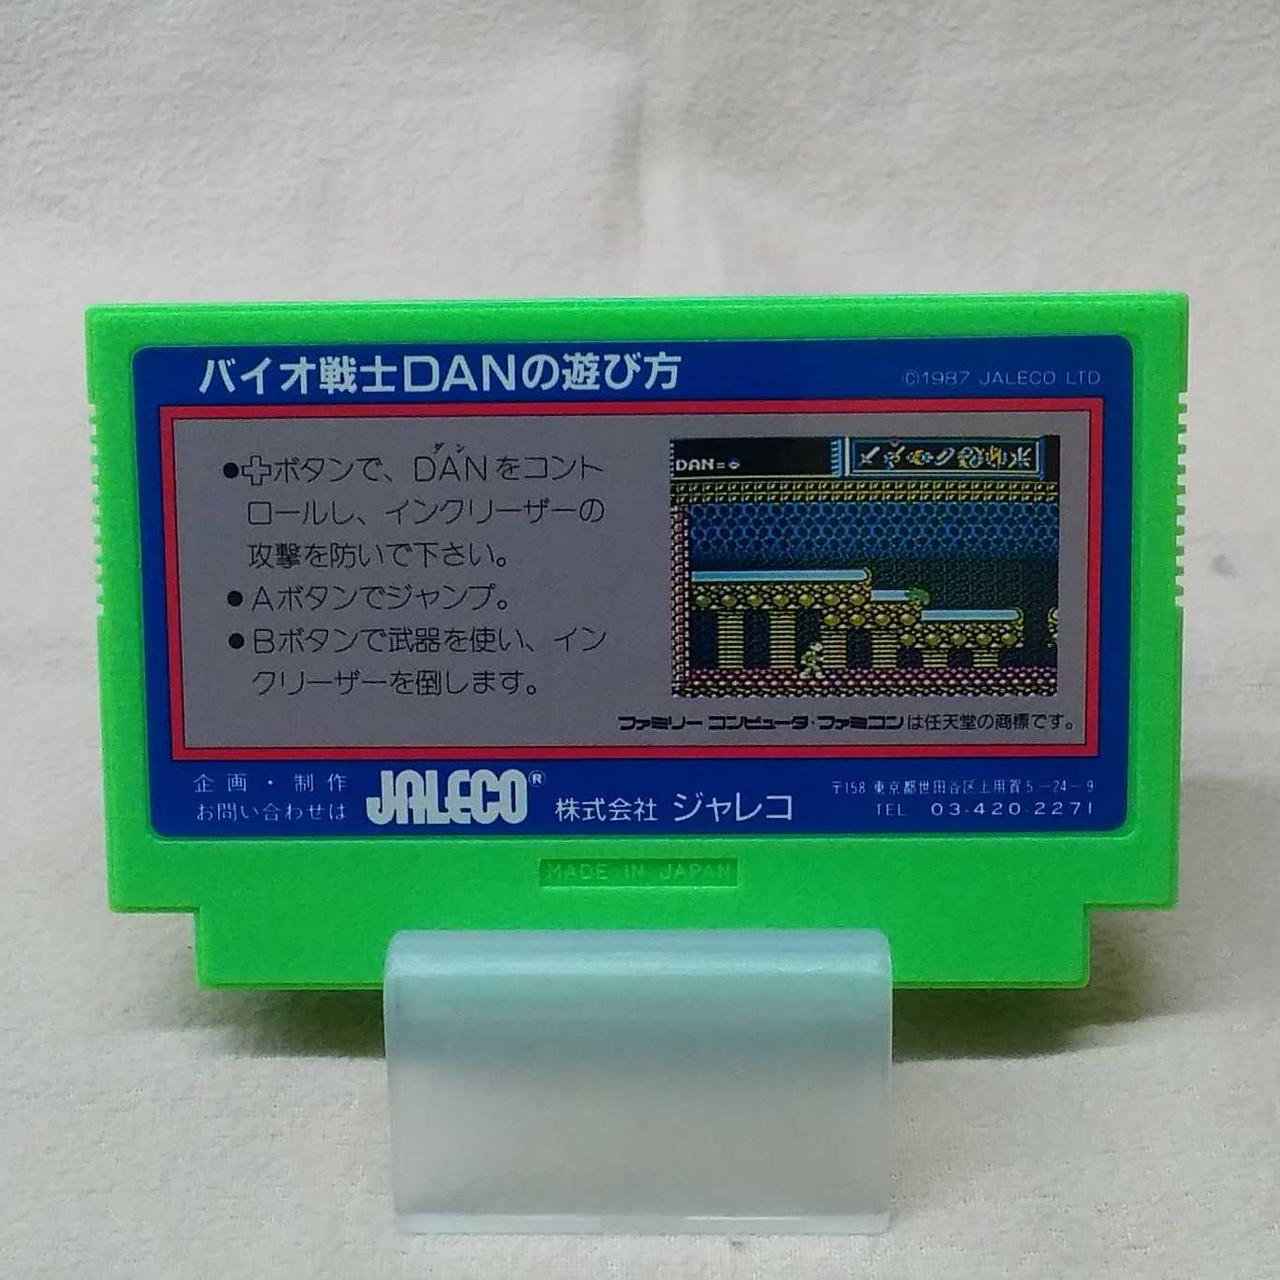 バイオ戦士DANの遊び方
©1987 JALECO LTD
ダン
●✚ボタンで、DANをコント
ロールし、インクリーザーの
攻撃を防いで下さい。
●Aボタンでジャンプ。
●Bボタンで武器を使い、イン
クリーザーを倒します。
DAN=
ファミリー コンピュータ・ファミコンは任天堂の商標です。
企画・制作
お問い合わせは
JALECO®
株式会社 ジャレコ
〒158 東京都世田谷区上用賀5-24-9
TEL 03-420-2271
MADE IN JAPAN